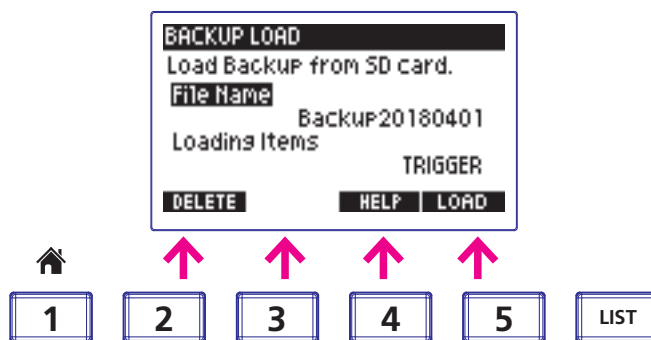 BACKUP LOAD
Load Backup from SD card.
File Name
Backup20180401
Loading Items
TRIGGER
DELETE HELP LOAD
1 2 3 4 5 LIST